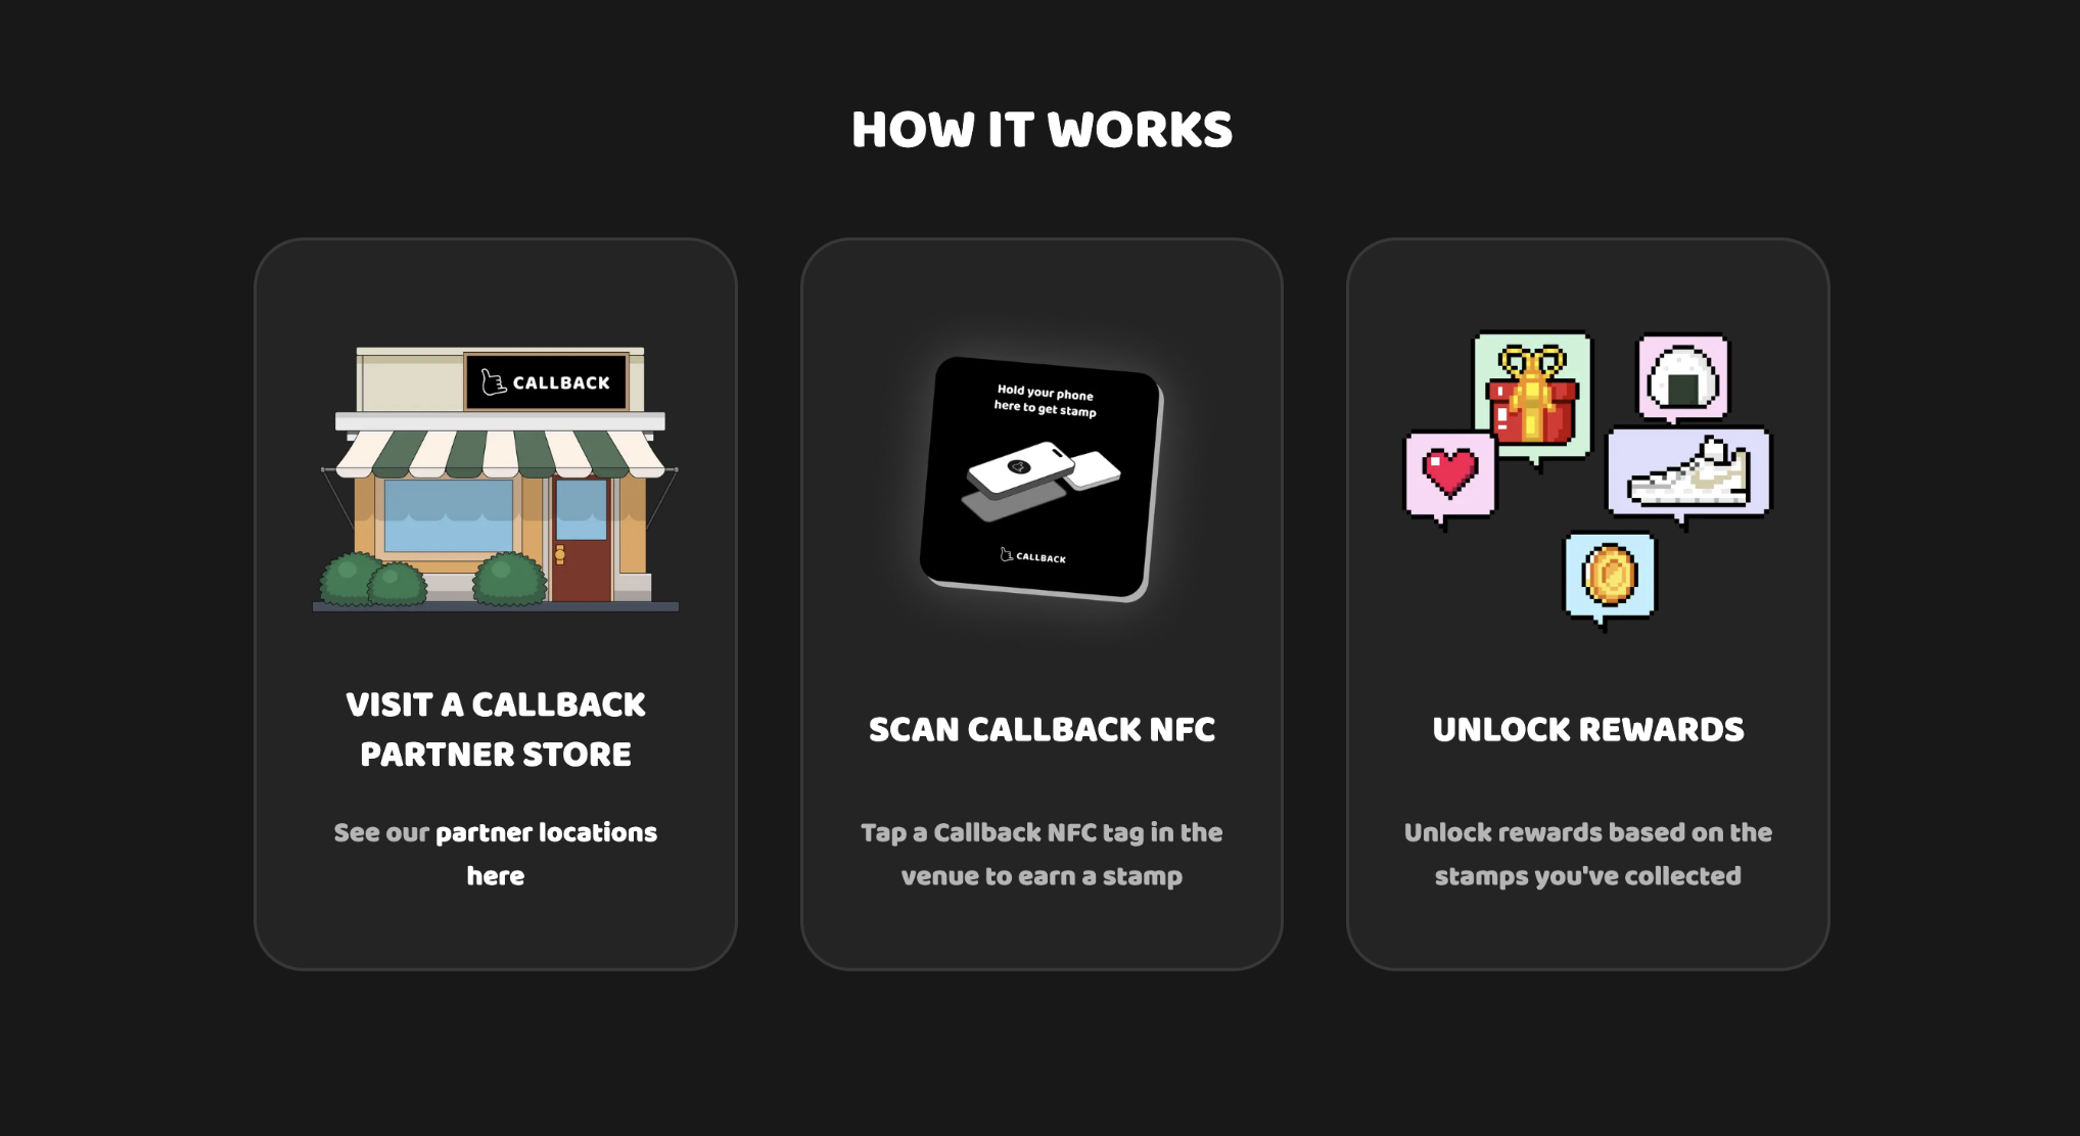 HOW IT WORKS
CALLBACK
VISIT A CALLBACK
PARTNER STORE
See our partner locations
here
Hold your phone
here to get stamp
CALLBACK
SCAN CALLBACK NFC
Tap a Callback NFC tag in the
venue to earn a stamp
UNLOCK REWARDS
Unlock rewards based on the
stamps you've collected